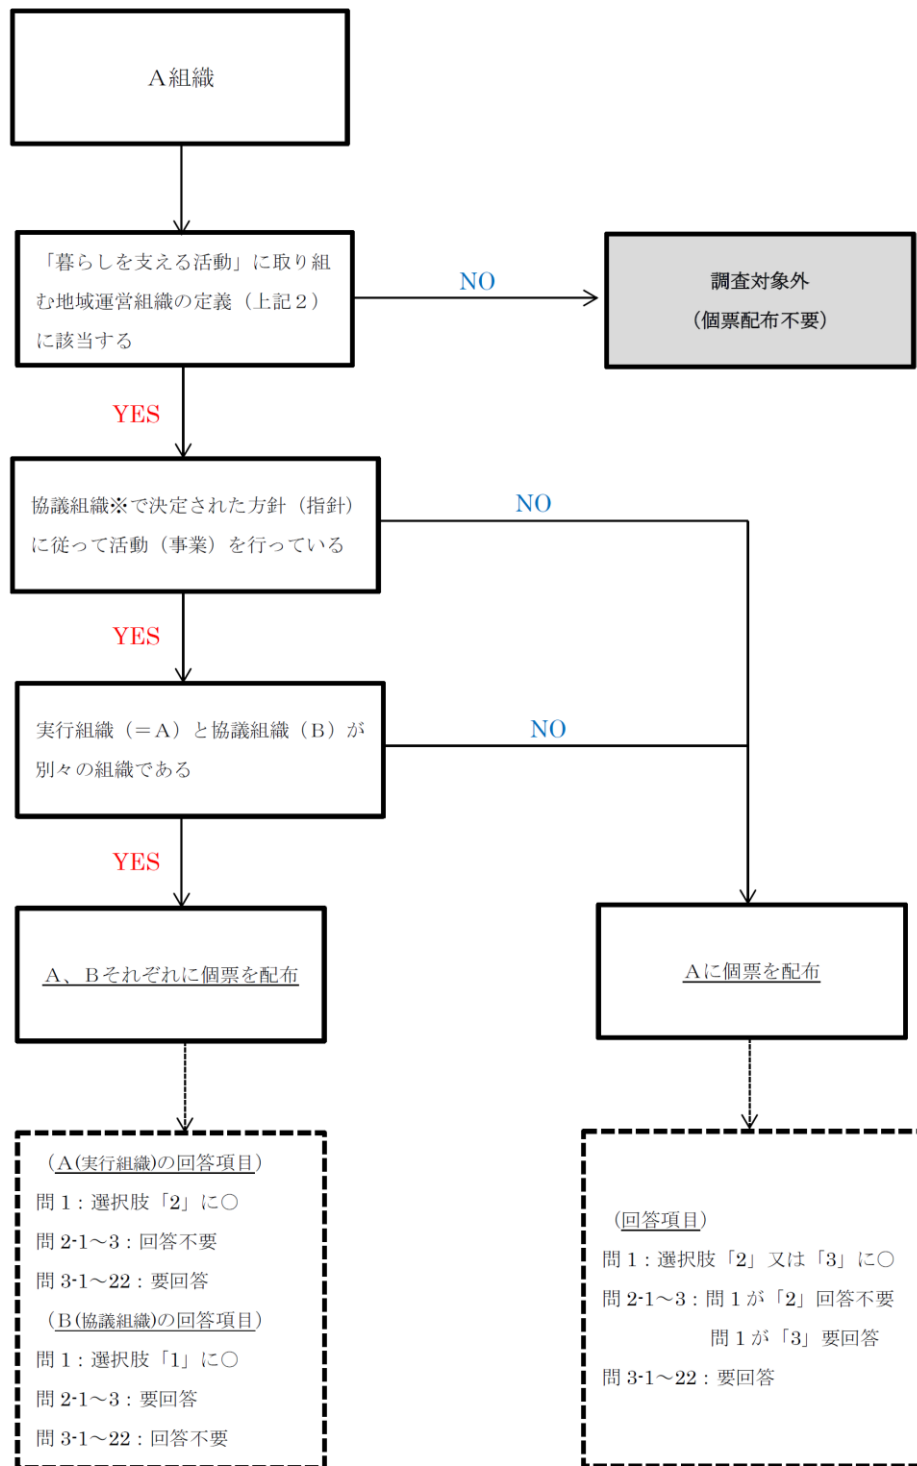 A組織
「暮らしを支える活動」に取り組
む地域運営組織の定義（上記２）
に該当する
NO
調査対象外
（個票配布不要）
YES
協議組織※で決定された方針（指針）
に従って活動（事業）を行っている
NO
YES
実行組織（＝A）と協議組織（B）が
別々の組織である
NO
YES
A、Bそれぞれに個票を配布
Aに個票を配布
（A(実行組織)の回答項目）
問 1：選択肢「2」に〇
問 2-1～3：回答不要
問 3-1～22：要回答
（B(協議組織)の回答項目）
問 1：選択肢「1」に〇
問 2-1～3：要回答
問 3-1～22：回答不要
（回答項目）
問 1：選択肢「2」又は「3」に〇
問 2-1～3：問 1 が「2」回答不要
問 1 が「3」要回答
問 3-1～22：要回答